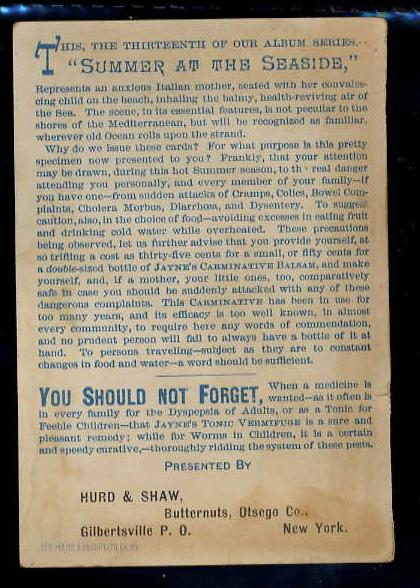 THIS, THE THIRTEENTH OF OUR ALBUM SERIES.--
"SUMMER AT THE SEASIDE,"
Represents an anxious Italian mother, seated with her convales-
cing child on the beach, inhaling the balmy, health-reviving air of
the Sea. The scene, in its essential features, is not peculiar to the
shores of the Mediterranean, but will be recognized as familiar,
wherever old Ocean rolls upon the strand.
Why do we issue these cards? For what purpose is this pretty
specimen now presented to you? Frankly, that your attention
may be drawn, during this hot Summer season, to the real danger
attending you personally, and every member of your family—if
you have one—from sudden attacks of Cramps, Colics, Bowel Com-
plaints, Cholera Morbus, Diarrhœa, and Dysentery. To suggest
caution, also, in the choice of food—avoiding excesses in eating fruit
and drinking cold water while overheated. These precautions
being observed, let us further advise that you provide yourself, at
so trifling a cost as thirty-five cents for a small, or fifty cents for
a double-sized bottle of JAYNE'S CARMINATIVE BALSAM, and make
yourself, and, if a mother, your little ones, too, comparatively
safe in case you should be suddenly attacked with any of these
dangerous complaints. This CARMINATIVE has been in use for
too many years, and its efficacy is too well known, in almost
every community, to require here any words of commendation,
and no prudent person will fail to always have a bottle of it at
hand. To persons traveling—subject as they are to constant
changes in food and water—a word should be sufficient.
YOU SHOULD NOT FORGET, When a medicine is
wanted—as it often is
in every family for the Dyspepsia of Adults, or as a Tonic for
Feeble Children—that JAYNE'S TONIC VERMIFUGE is a sure and
pleasant remedy; while for Worms in Children, it is a certain
and speedy curative,—thoroughly ridding the system of these pests.
PRESENTED BY
HURD & SHAW,
Butternuts, Otsego Co.,
Gilbertsville P. O. New York.